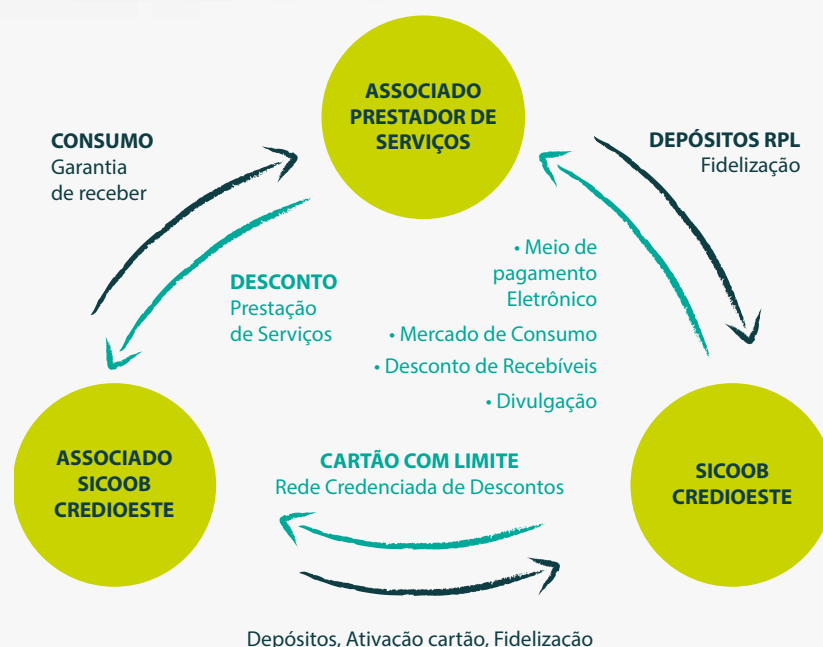 ASSOCIADO
PRESTADOR DE
SERVIÇOS
CONSUMO
Garantia
de receber
DEPÓSITOS RPL
Fidelização
DESCONTO
Prestação
de Serviços
• Meio de
pagamento
Eletrônico
• Mercado de Consumo
• Desconto de Recebíveis
• Divulgação
ASSOCIADO
SICOOB
CREDIOESTE
CARTÃO COM LIMITE
Rede Credenciada de Descontos
SICOOB
CREDIOESTE
Depósitos, Ativação cartão, Fidelização